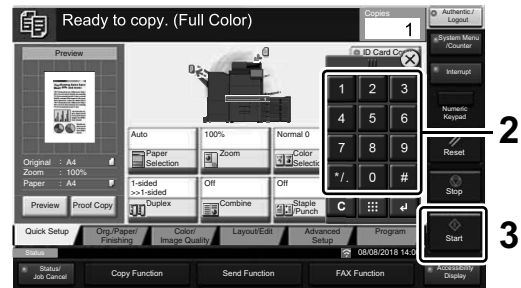 Ready to copy. (Full Color)
Copies
1
Authentic./
Logout
System Menu
/Counter
Interrupt
Numeric
Keypad
Reset
Stop
Start
Accessibility
Display
Preview
Original : A4
Zoom : 100%
Paper : A4
Preview
Proof Copy
ID Card
1 2 3
4 5 6
7 8 9
*/. 0 #
C
2
3
Auto
Paper
Selection
100%
Zoom
Normal 0
Color
1-sided
>>1-sided
Duplex
Off
Combine
Off
Staple
/Punch
Quick Setup
Org./Paper/
Finishing
Color/
Image Quality
Layout/Edit
Advanced
Setup
Program
Status
08/08/2018 14:0
Status/
Job Cancel
Copy Function
Send Function
FAX Function